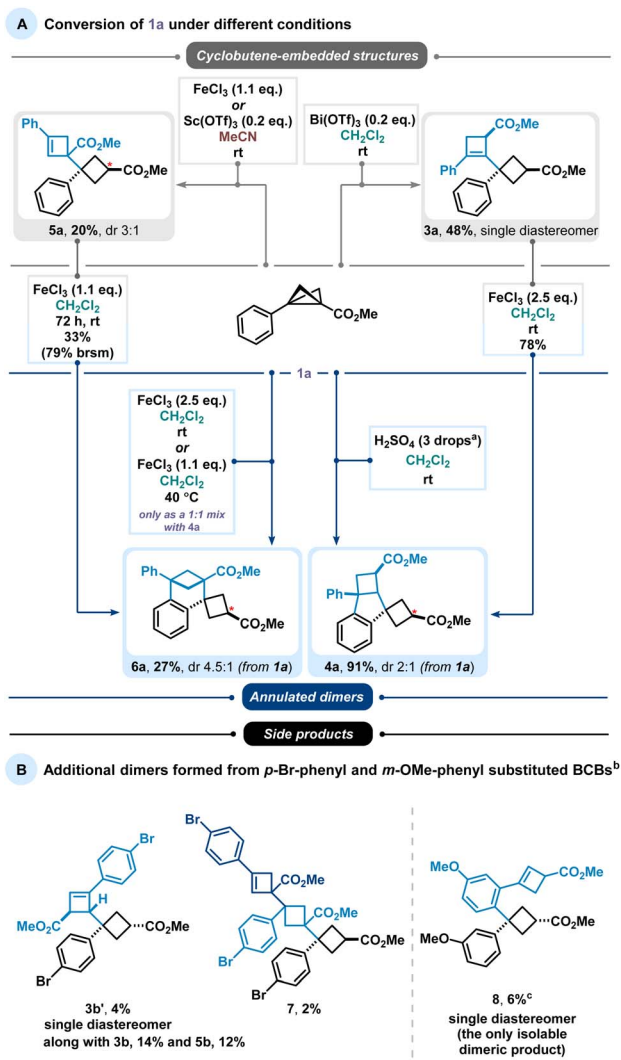 A Conversion of 1a under different conditions
Cyclobutene-embedded structures
FeCl3 (1.1 eq.)
or
Sc(OTf)3 (0.2 eq.)
MeCN
rt
Bi(OTf)3 (0.2 eq.)
CH2Cl2
rt
Ph
CO2Me
*
CO2Me
5a, 20%, dr 3:1
CO2Me
Ph
CO2Me
3a, 48%, single diastereomer
FeCl3 (1.1 eq.)
CH2Cl2
72 h, rt
33%
(79% brsm)
CO2Me
FeCl3 (2.5 eq.)
CH2Cl2
rt
78%
1a
FeCl3 (2.5 eq.)
CH2Cl2
rt
or
FeCl3 (1.1 eq.)
CH2Cl2
40 °C
only as a 1:1 mix
with 4a
H2SO4 (3 dropsa)
CH2Cl2
rt
Ph
CO2Me
*
CO2Me
6a, 27%, dr 4.5:1 (from 1a)
CO2Me
Ph
*
CO2Me
4a, 91%, dr 2:1 (from 1a)
Annulated dimers
Side products
B Additional dimers formed from p-Br-phenyl and m-OMe-phenyl substituted BCBsb
Br
H
MeO2C
CO2Me
Br
3b', 4%
single diastereomer
along with 3b, 14% and 5b, 12%
Br
CO2Me
CO2Me
Br
CO2Me
Br
7, 2%
MeO
CO2Me
MeO
CO2Me
8, 6%c
single diastereomer
(the only isolable
dimeric product)